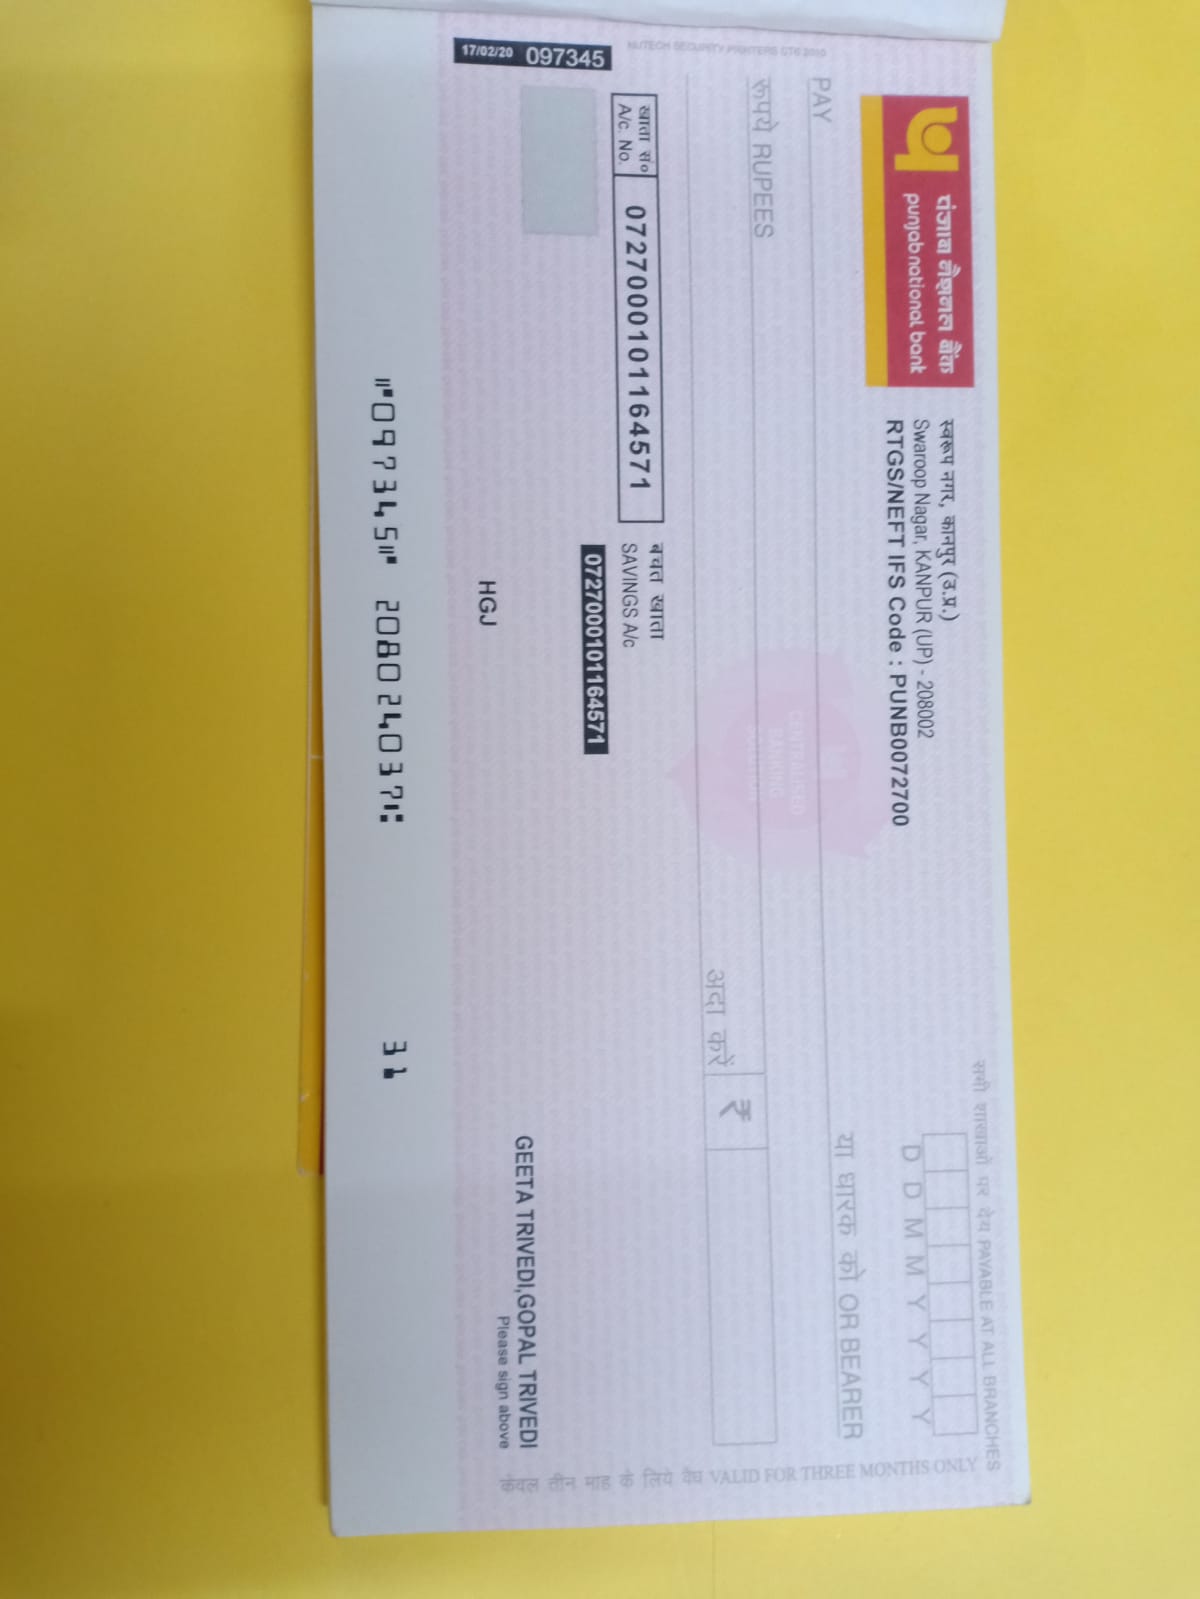 सभी शाखाओं पर देय PAYABLE AT ALL BRANCHES
पंजाब नैशनल बैंक
punjab national bank
स्वरूप नगर, कानपुर (उ.प्र.)
Swaroop Nagar, KANPUR (UP) - 208002
RTGS/NEFT IFS Code : PUNB0072700
D D M M Y Y Y Y
PAY
या धारक को OR BEARER
CENTRALISED
BANKING
SOLUTION
रूपये RUPEES
अदा करें ₹
खाता सं०
A/c. No.
0727000101164571
बचत खाता
SAVINGS A/c
0727000101164571
17/02/20 097345
GEETA TRIVEDI,GOPAL TRIVEDI
Please sign above
HGJ
केवल तीन माह के लिये वैध VALID FOR THREE MONTHS ONLY
⑈097345⑈ 208024037⑆ 31